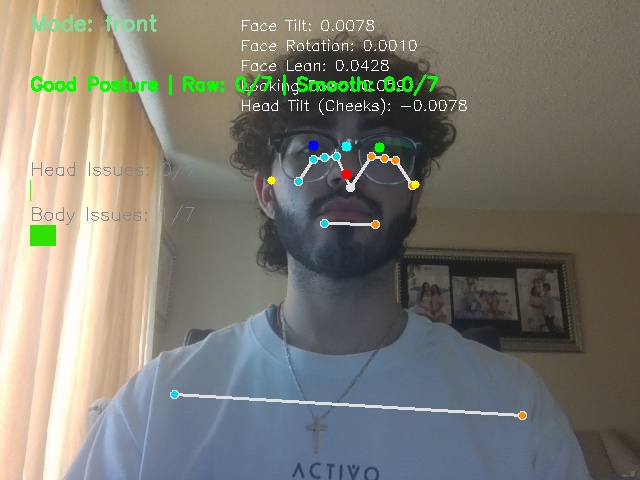 Mode: front
Face Tilt: 0.0078
Face Rotation: 0.0010
Face Lean: 0.0428
Good Posture | Raw: 0/7 | Smooth: 0.0/7
Head Tilt (Cheeks): -0.0078
Head Issues: 0/7
Body Issues: 1/7
ACTIVO